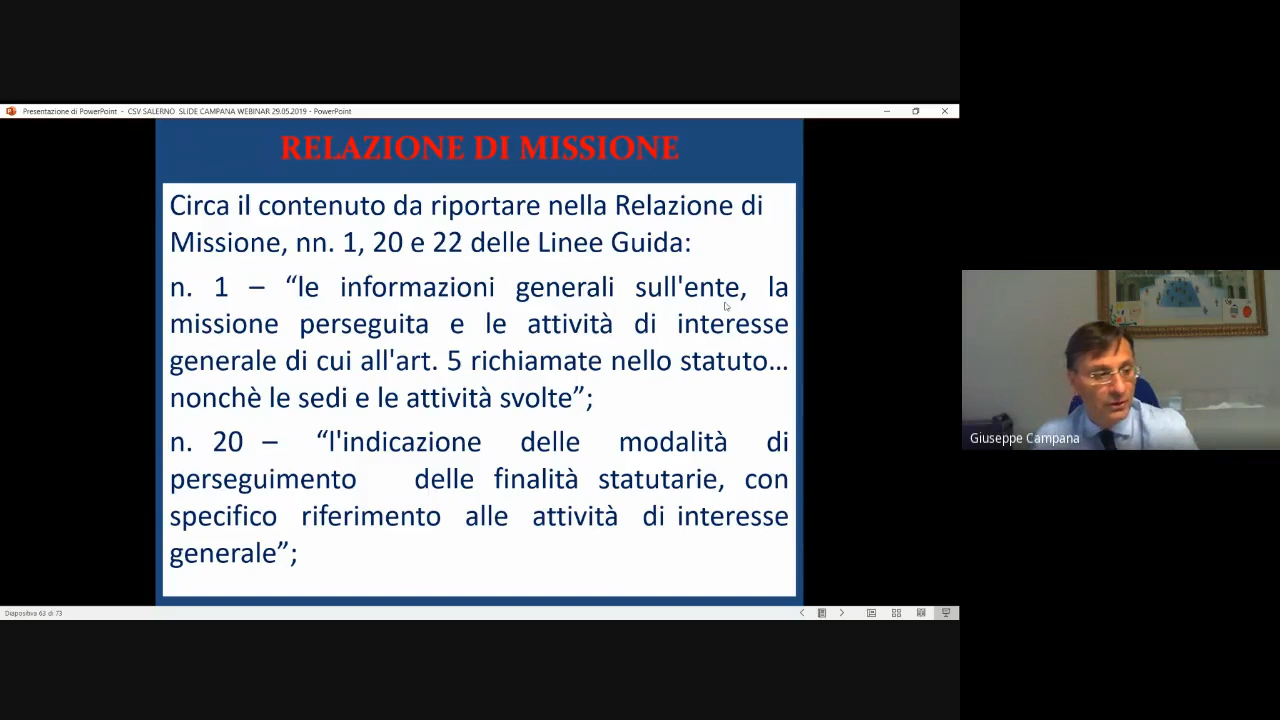 Presentazione di PowerPoint - CSV SALERNO SLIDE CAMPANA WEBINAR 29.05.2019 - PowerPoint
RELAZIONE DI MISSIONE
Circa il contenuto da riportare nella Relazione di
Missione, nn. 1, 20 e 22 delle Linee Guida:
n. 1 – “le informazioni generali sull'ente, la
missione perseguita e le attività di interesse
generale di cui all'art. 5 richiamate nello statuto…
nonchè le sedi e le attività svolte”;
n. 20 – “l'indicazione delle modalità di
perseguimento delle finalità statutarie, con
specifico riferimento alle attività di interesse
generale”;
Diapositiva 63 di 73
Giuseppe Campana